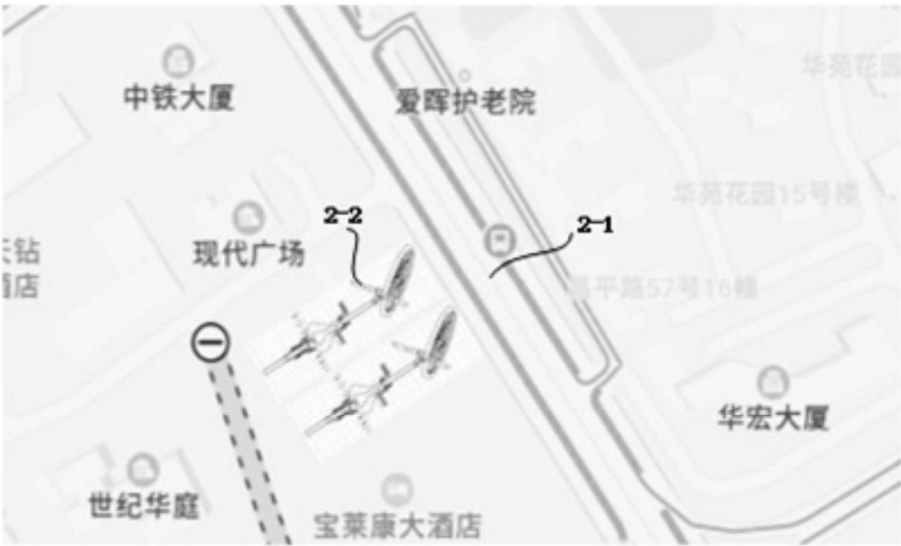 华苑花园
中铁大厦
爱晖护老院
华苑花园15号楼
2-2
2-1
现代广场
钻
酒店
昌平路57号16幢
华宏大厦
世纪华庭
宝莱康大酒店